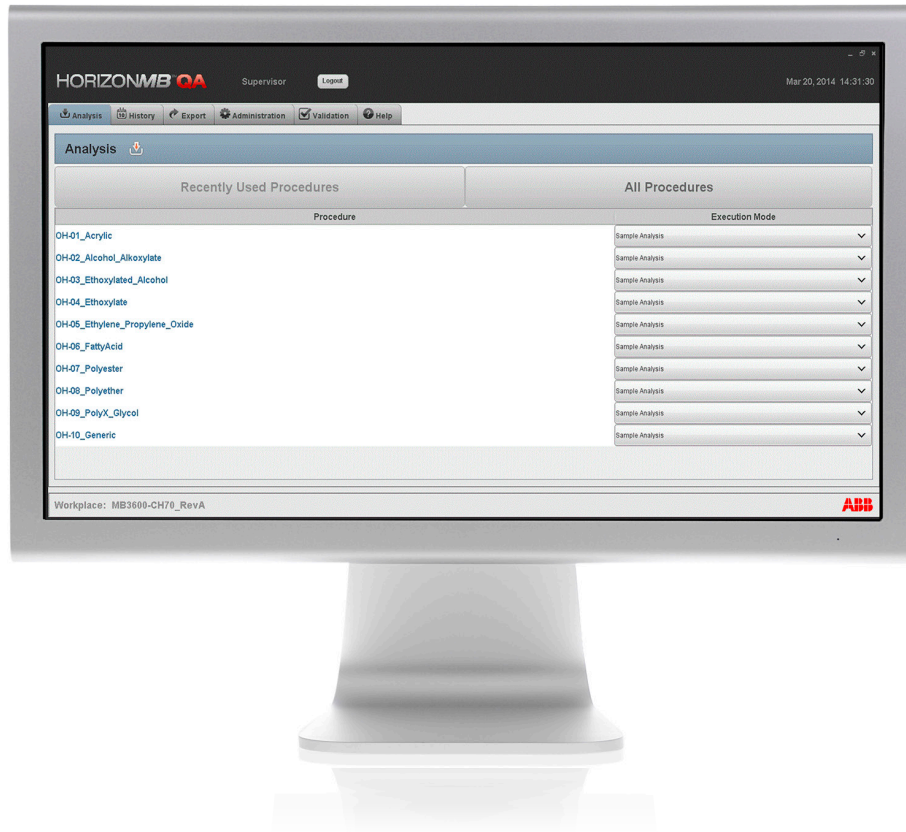 HORIZONMB QA Supervisor Logout Mar 20, 2014 14:31:30
Analysis History Export Administration Validation Help
Analysis
Recently Used Procedures All Procedures
Procedure Execution Mode
OH-01_Acrylic Sample Analysis
OH-02_Alcohol_Alkoxylate Sample Analysis
OH-03_Ethoxylated_Alcohol Sample Analysis
OH-04_Ethoxylate Sample Analysis
OH-05_Ethylene_Propylene_Oxide Sample Analysis
OH-06_FattyAcid Sample Analysis
OH-07_Polyester Sample Analysis
OH-08_Polyether Sample Analysis
OH-09_PolyX_Glycol Sample Analysis
OH-10_Generic Sample Analysis
Workplace: MB3600-CH70_RevA ABB